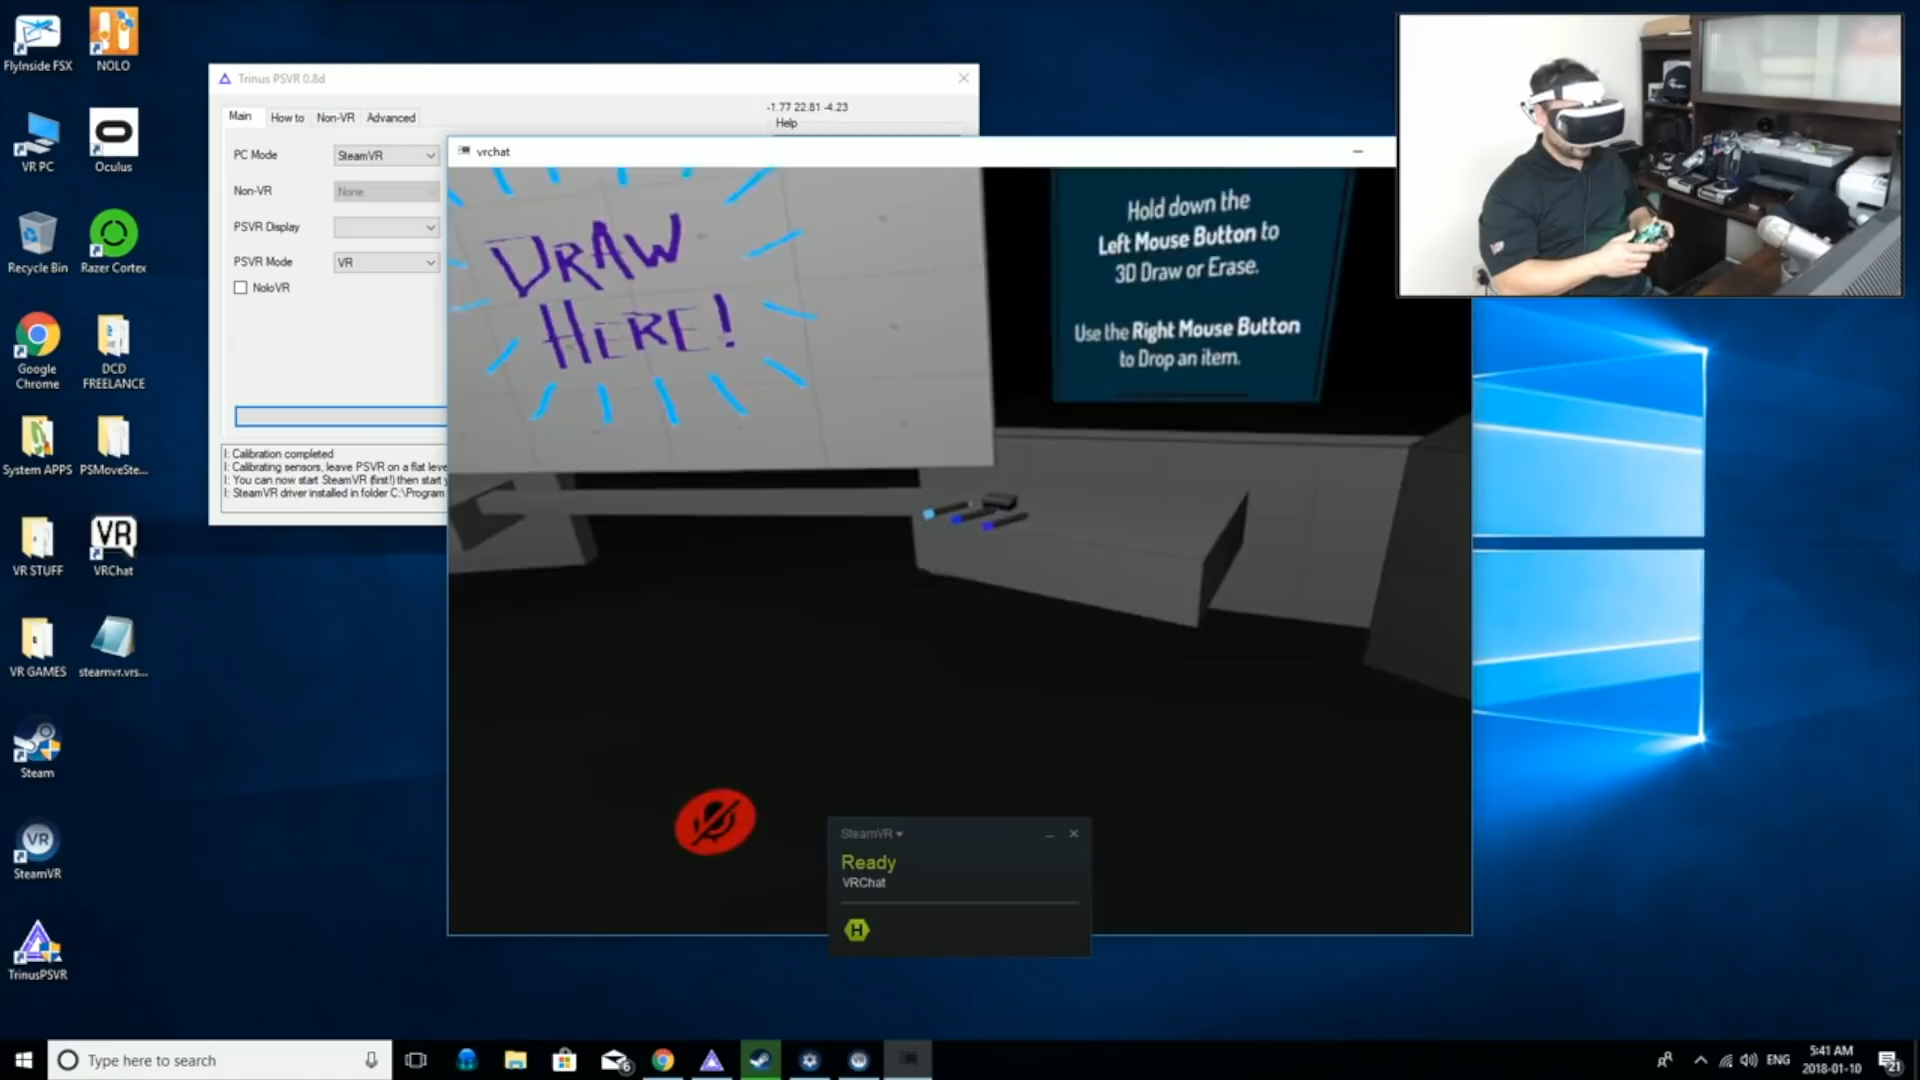 FlyInside FSX
NOLO
VR PC
Oculus
Recycle Bin
Razer Cortex
Google
Chrome
DCD
FREELANCE
System APPS
PSMoveSte...
VR STUFF
VR
VRChat
VR GAMES
steamvr.vrs...
Steam
VR
SteamVR
TrinusPSVR
Trinus PSVR 0.8d
Main
How to
Non-VR
Advanced
-1.77 22.81 -4.23
Help
PC Mode
SteamVR
Non-VR
None
PSVR Display
PSVR Mode
VR
NoloVR
I: Calibration completed
I: Calibrating sensors, leave PSVR on a flat leve
I: You can now start SteamVR (first!) then start
I: SteamVR driver installed in folder C:\Program
vrchat
DRAW
HERE!
Hold down the
Left Mouse Button to
3D Draw or Erase.
Use the Right Mouse Button
to Drop an item.
SteamVR
Ready
VRChat
H
Type here to search
6
ENG
5:41 AM
2018-01-10
21